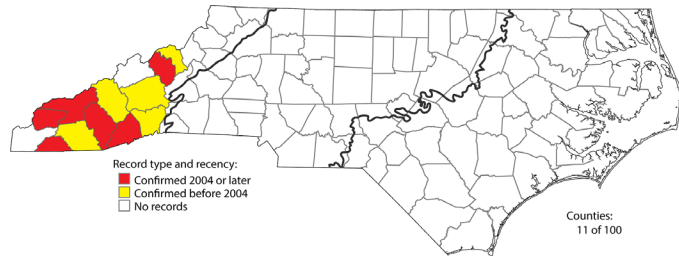 Record type and recency:
Confirmed 2004 or later
Confirmed before 2004
No records
Counties:
11 of 100